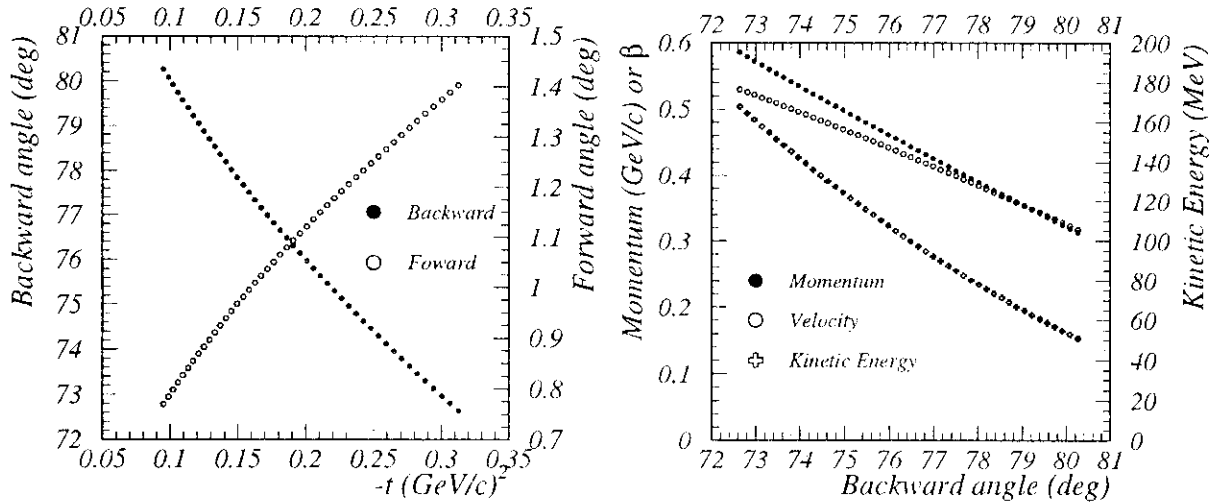 0.05 0.1 0.15 0.2 0.25 0.3 0.35
81
80
79
78
77
76
75
74
73
72
Backward angle (deg)
1.5
1.4
1.3
1.2
1.1
1
0.9
0.8
0.7
Forward angle (deg)
Backward
Foward
0.05 0.1 0.15 0.2 0.25 0.3 0.35
-t (GeV/c)²
72 73 74 75 76 77 78 79 80 81
0.6
0.5
0.4
0.3
0.2
0.1
0
Momentum (GeV/c) or β
200
180
160
140
120
100
80
60
40
20
0
Kinetic Energy (MeV)
Momentum
Velocity
Kinetic Energy
72 73 74 75 76 77 78 79 80 81
Backward angle (deg)